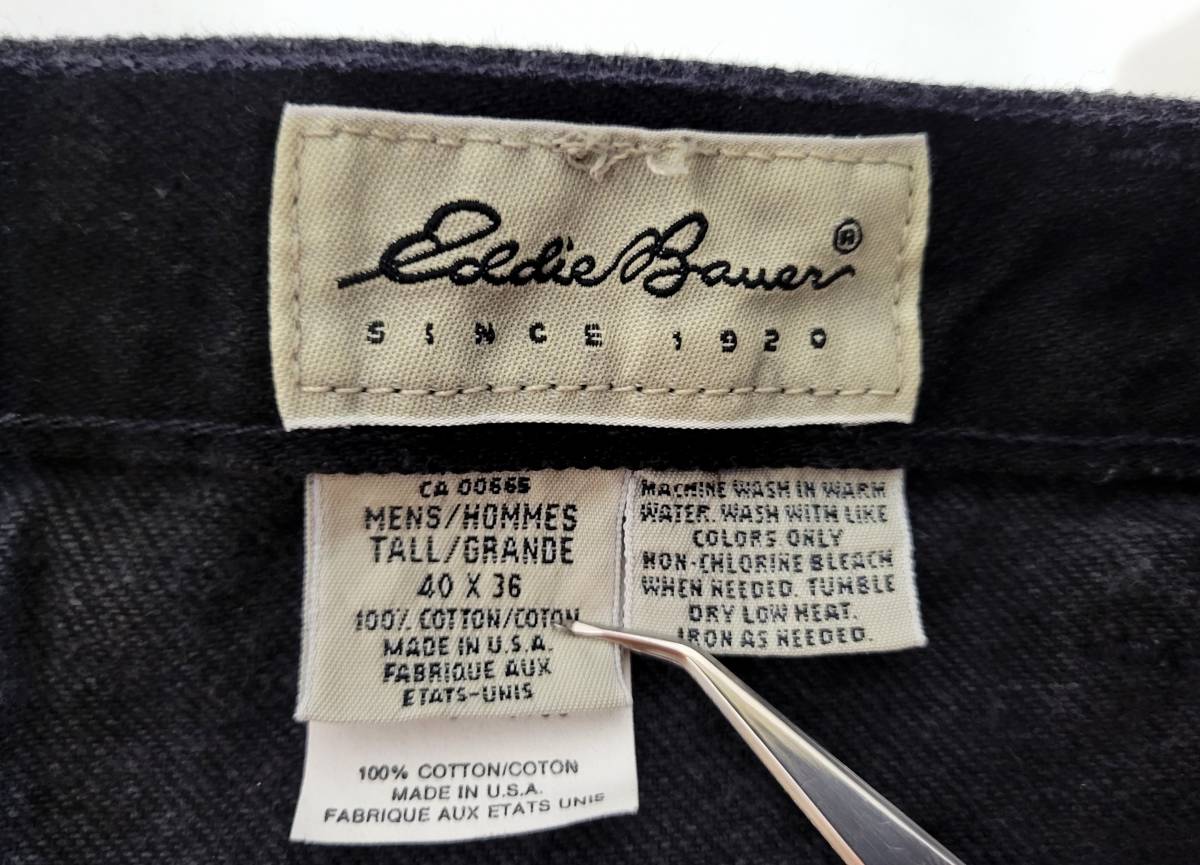 Eddie Bauer®
SINCE 1920
CA 00665
MENS/HOMMES
TALL/GRANDE
40 X 36
100% COTTON/COTON
MADE IN U.S.A.
FABRIQUE AUX
ETATS-UNIS
MACHINE WASH IN WARM
WATER. WASH WITH LIKE
COLORS ONLY
NON-CHLORINE BLEACH
WHEN NEEDED. TUMBLE
DRY LOW HEAT.
IRON AS NEEDED.
100% COTTON/COTON
MADE IN U.S.A.
FABRIQUE AUX ETATS UNIS